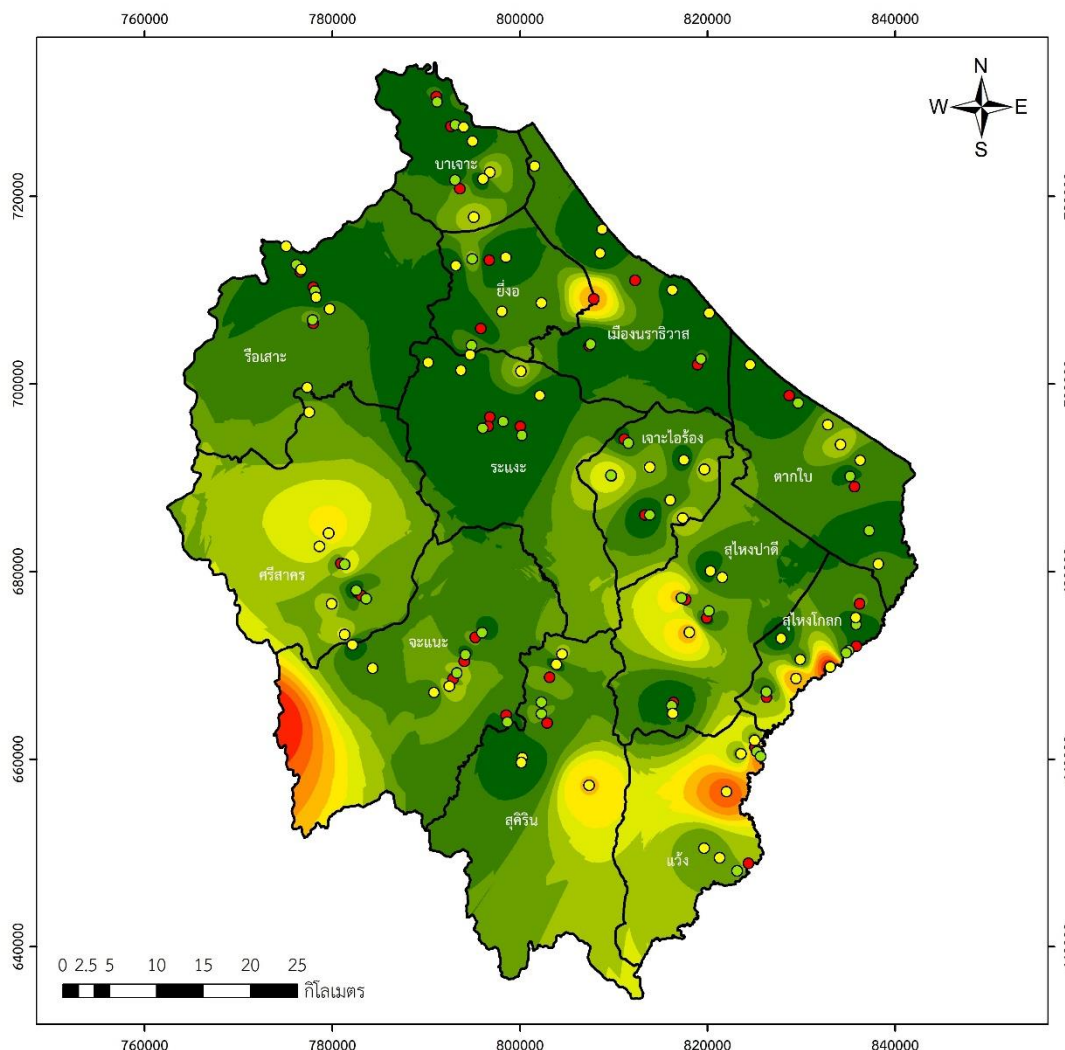 760000 780000 800000 820000 840000
N
W E
S
720000
700000
680000
660000
640000
บาเจาะ
ยี่งอ
เมืองนราธิวาส
รือเสาะ
เจาะไอร้อง
ระแงะ
ตากใบ
สุไหงปาดี
ศรีสาคร
สุไหงโกลก
จะแนะ
สุคิริน
แว้ง
0 2.5 5 10 15 20 25
กิโลเมตร
760000 780000 800000 820000 840000